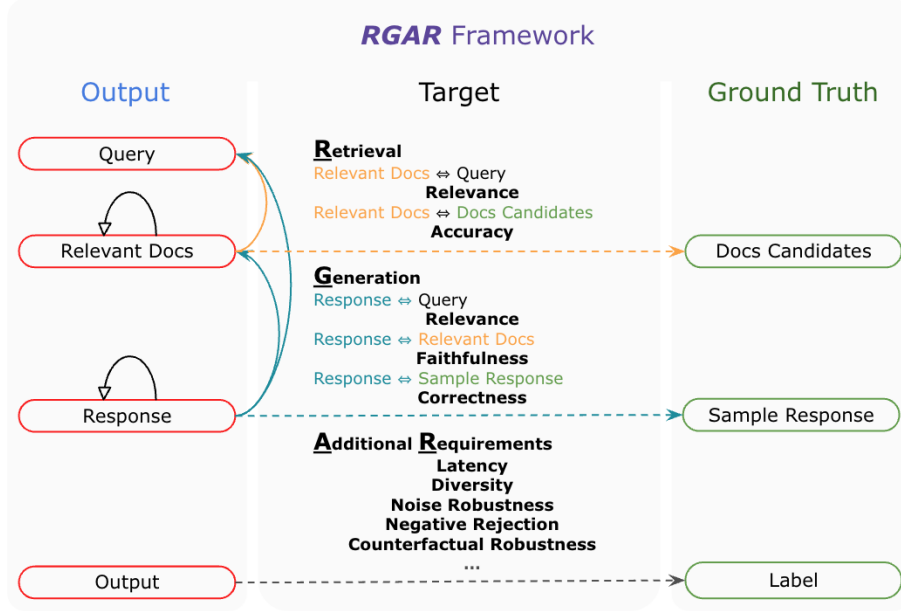 RGAR Framework
Output
Target
Ground Truth
Query
Relevant Docs
Response
Output
Retrieval
Relevant Docs ⇔ Query
Relevance
Relevant Docs ⇔ Docs Candidates
Accuracy
Generation
Response ⇔ Query
Relevance
Response ⇔ Relevant Docs
Faithfulness
Response ⇔ Sample Response
Correctness
Additional Requirements
Latency
Diversity
Noise Robustness
Negative Rejection
Counterfactual Robustness
...
Docs Candidates
Sample Response
Label